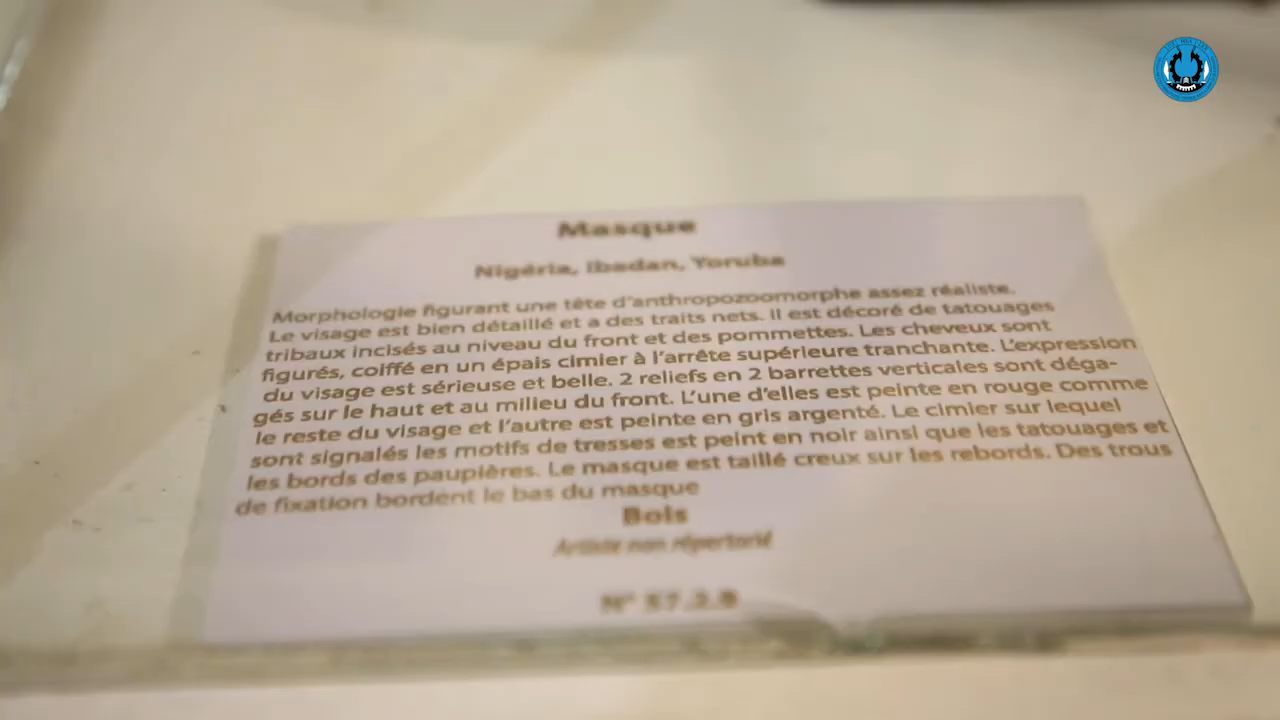 Masque
Nigéria, Ibadan, Yoruba
Morphologie figurant une tête d'anthropozoomorphe assez réaliste.
Le visage est bien détaillé et a des traits nets. Il est décoré de tatouages
tribaux incisés au niveau du front et des pommettes. Les cheveux sont
figurés, coiffé en un épais cimier à l'arrête supérieure tranchante. L'expression
du visage est sérieuse et belle. 2 reliefs en 2 barrettes verticales sont déga-
gés sur le haut et au milieu du front. L'une d'elles est peinte en rouge comme
le reste du visage et l'autre est peinte en gris argenté. Le cimier sur lequel
sont signalés les motifs de tresses est peint en noir ainsi que les tatouages et
les bords des paupières. Le masque est taillé creux sur les rebords. Des trous
de fixation bordent le bas du masque
Bois
Artiste non répertorié
N° 57.2.